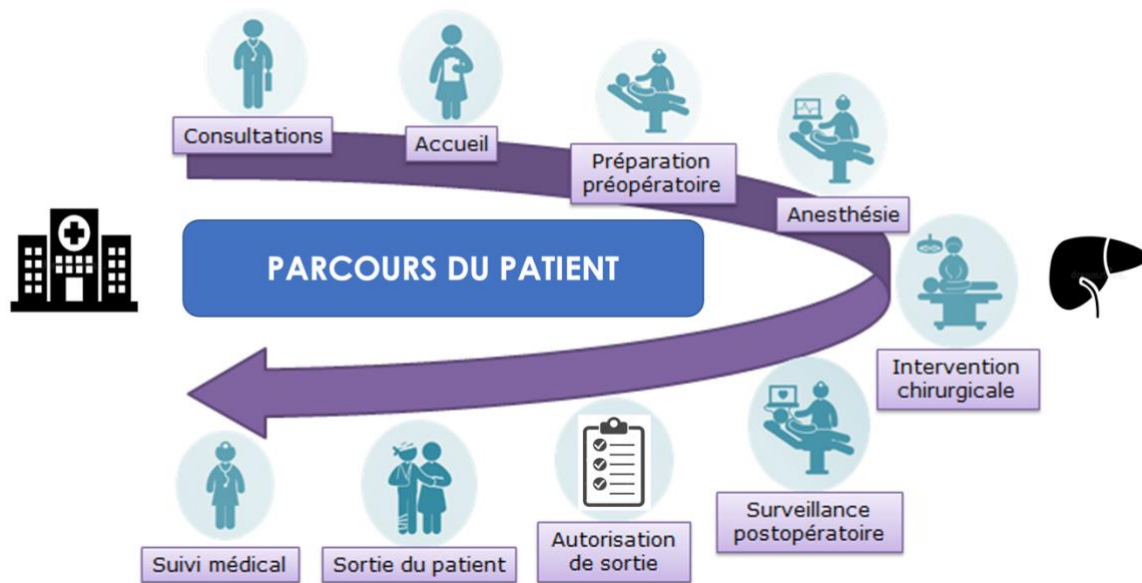 Consultations
Accueil
Préparation
préopératoire
Anesthésie
PARCOURS DU PATIENT
Intervention
chirurgicale
Surveillance
postopératoire
Autorisation
de sortie
Sortie du patient
Suivi médical